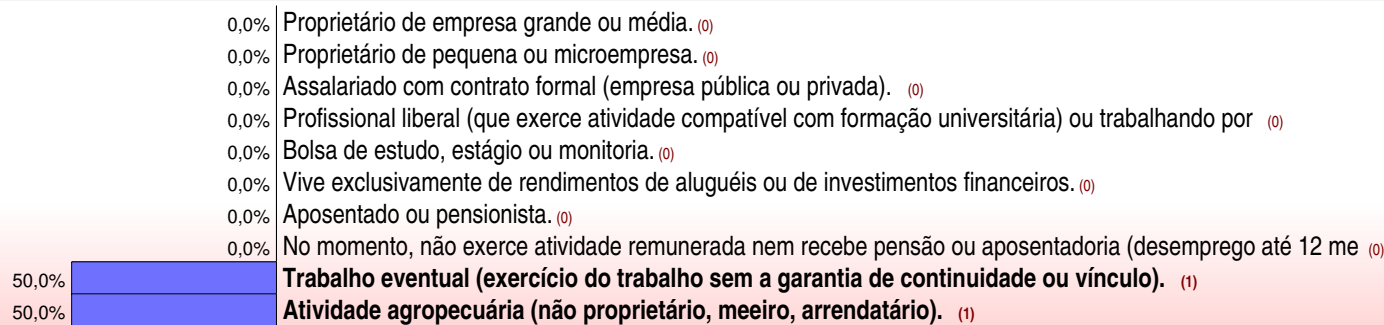 0,0% Proprietário de empresa grande ou média. (0)
0,0% Proprietário de pequena ou microempresa. (0)
0,0% Assalariado com contrato formal (empresa pública ou privada). (0)
0,0% Profissional liberal (que exerce atividade compatível com formação universitária) ou trabalhando por (0)
0,0% Bolsa de estudo, estágio ou monitoria. (0)
0,0% Vive exclusivamente de rendimentos de aluguéis ou de investimentos financeiros. (0)
0,0% Aposentado ou pensionista. (0)
0,0% No momento, não exerce atividade remunerada nem recebe pensão ou aposentadoria (desemprego até 12 me (0)
50,0% Trabalho eventual (exercício do trabalho sem a garantia de continuidade ou vínculo). (1)
50,0% Atividade agropecuária (não proprietário, meeiro, arrendatário). (1)